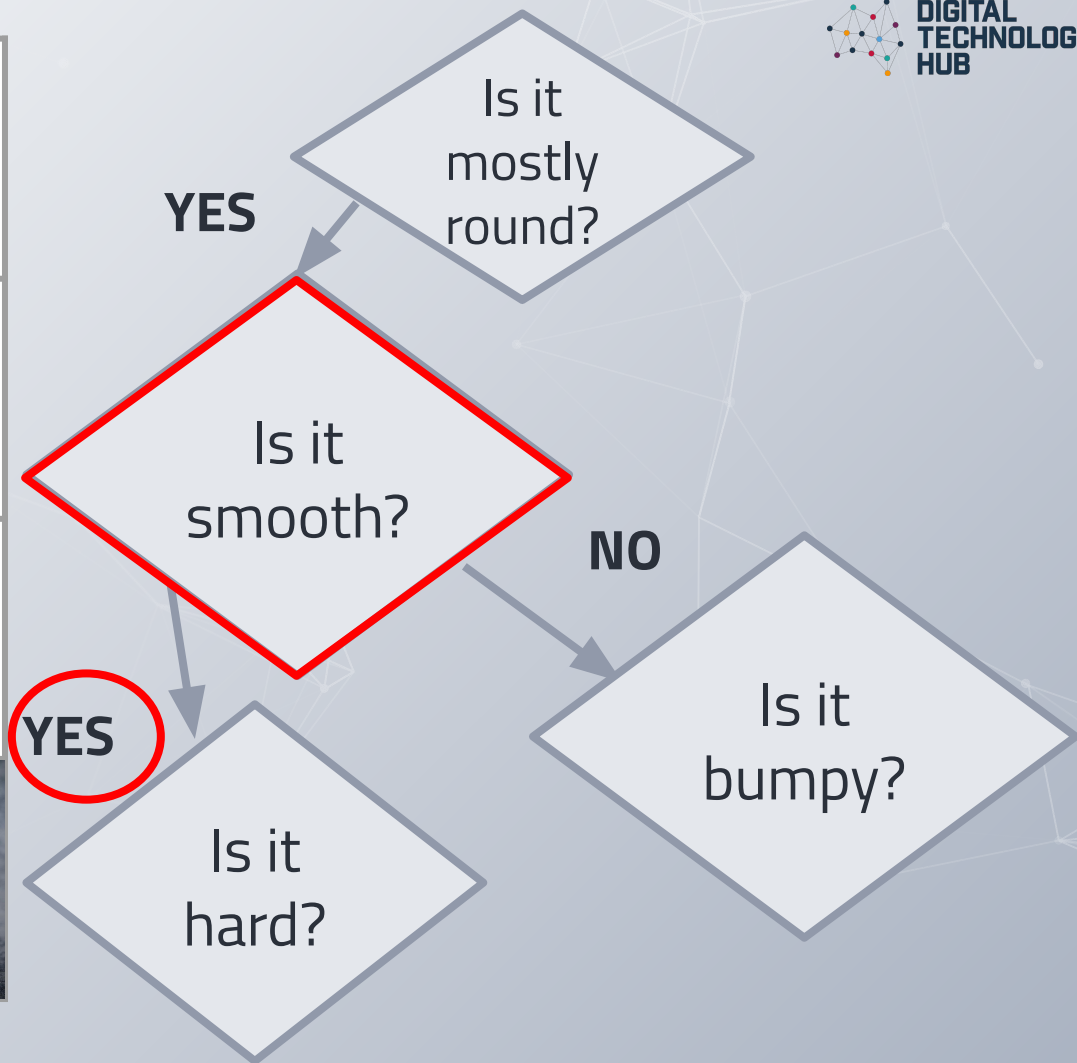 DIGITAL
TECHNOLOG
HUB
Is it
mostly
round?
YES
Is it
smooth?
NO
YES
Is it
bumpy?
Is it
hard?